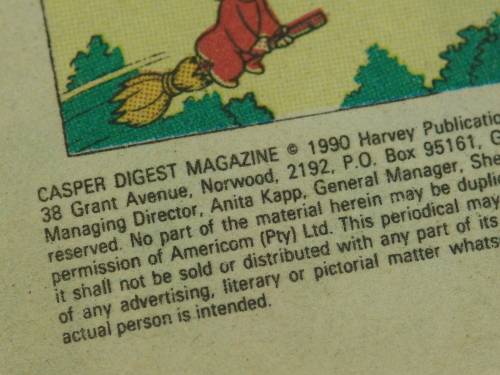 CASPER DIGEST MAGAZINE © 1990 Harvey Publicatio
38 Grant Avenue, Norwood, 2192, P.O. Box 95161, G
Managing Director, Anita Kapp, General Manager, She
reserved. No part of the material herein may be duplic
permission of Americom (Pty) Ltd. This periodical may
it shall not be sold or distributed with any part of its
of any advertising, literary or pictorial matter whats
actual person is intended.